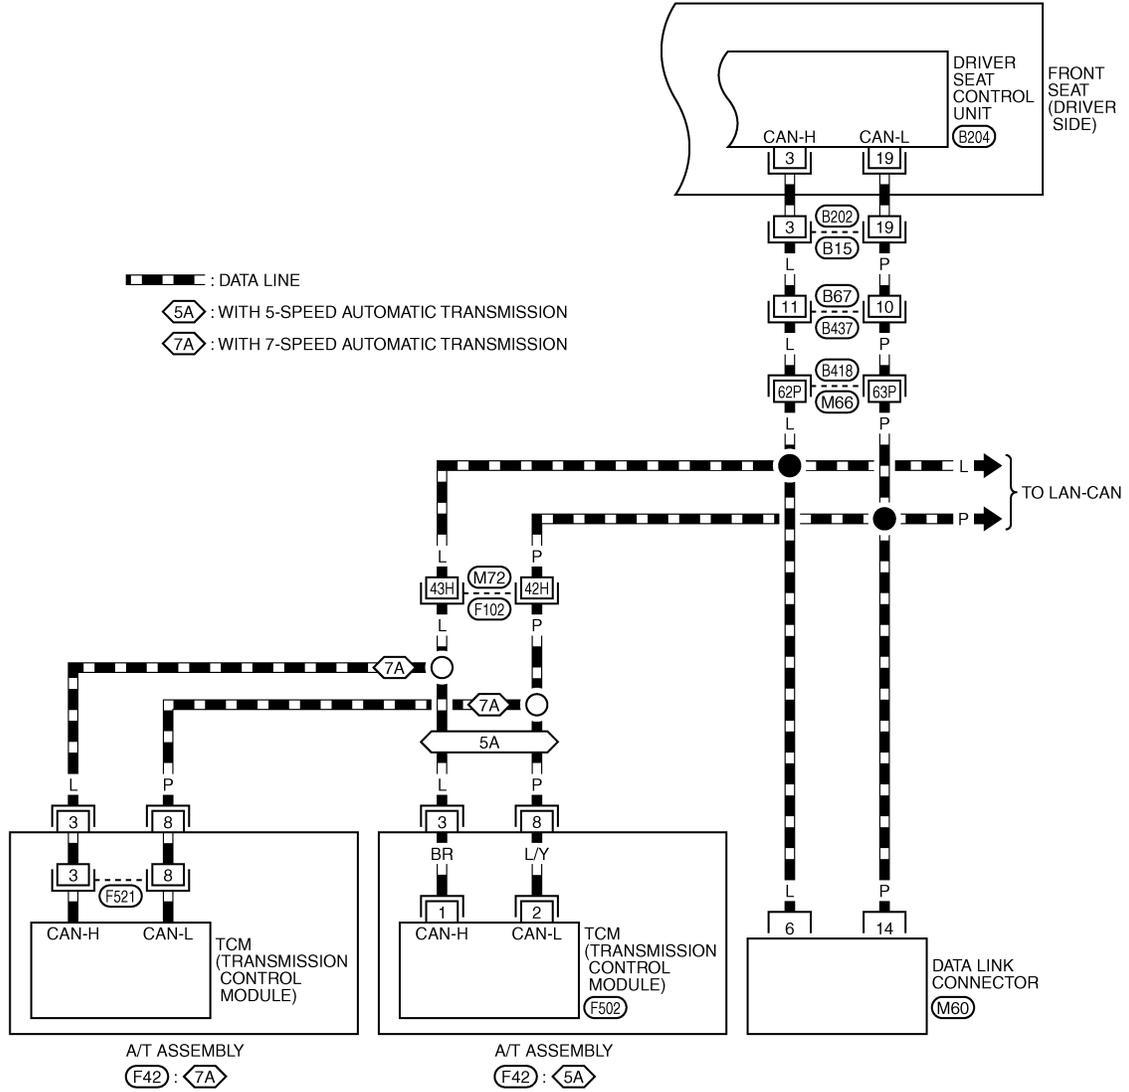 DRIVER
SEAT
CONTROL
UNIT
B204
FRONT
SEAT
(DRIVER
SIDE)
CAN-H CAN-L
3 19
3 B202 19
B15
L P
: DATA LINE
11 B67 10
5A : WITH 5-SPEED AUTOMATIC TRANSMISSION
B437
7A : WITH 7-SPEED AUTOMATIC TRANSMISSION
L P
B418
62P 63P
M66
L P
L
TO LAN-CAN
P
L P
43H M72 42H
F102
L P
7A
7A
5A
L P L P
3 8 3 8
BR L/Y
3 8
F521
L P
1 2
6 14
CAN-H CAN-L
TCM
(TRANSMISSION
CONTROL
MODULE)
CAN-H CAN-L
TCM
(TRANSMISSION
CONTROL
MODULE)
F502
DATA LINK
CONNECTOR
M60
A/T ASSEMBLY
F42 : 7A
A/T ASSEMBLY
F42 : 5A